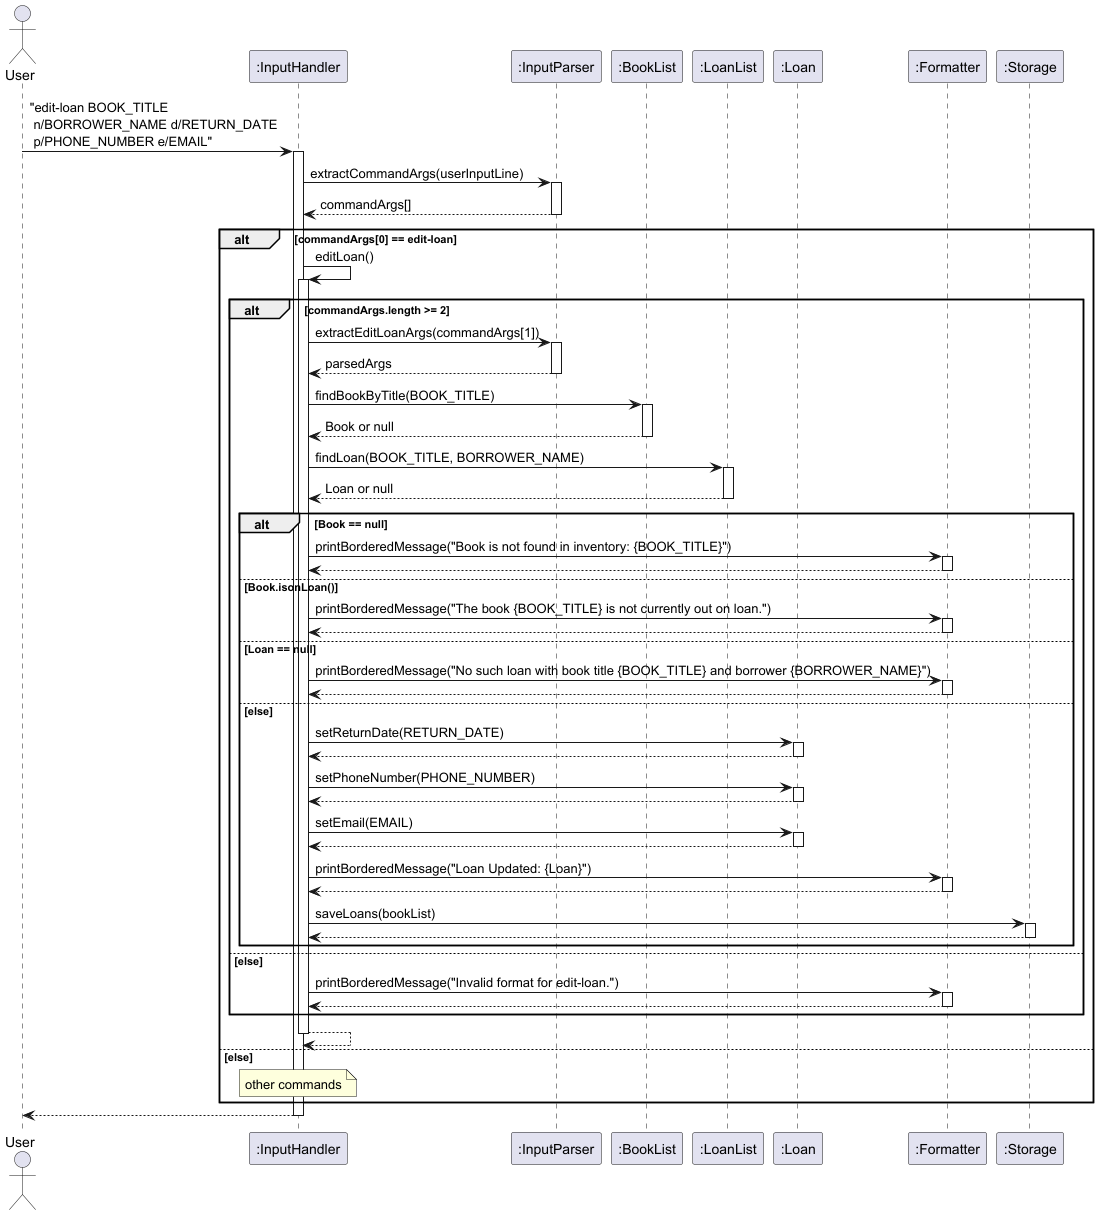 User
:InputHandler
:InputParser
:BookList
:LoanList
:Loan
:Formatter
:Storage
"edit-loan BOOK_TITLE
n/BORROWER_NAME d/RETURN_DATE
p/PHONE_NUMBER e/EMAIL"
extractCommandArgs(userInputLine)
commandArgs[]
alt [commandArgs[0] == edit-loan]
editLoan()
alt [commandArgs.length >= 2]
extractEditLoanArgs(commandArgs[1])
parsedArgs
findBookByTitle(BOOK_TITLE)
Book or null
findLoan(BOOK_TITLE, BORROWER_NAME)
Loan or null
alt [Book == null]
printBorderedMessage("Book is not found in inventory: {BOOK_TITLE}")
[Book.isonLoan()]
printBorderedMessage("The book {BOOK_TITLE} is not currently out on loan.")
[Loan == null]
printBorderedMessage("No such loan with book title {BOOK_TITLE} and borrower {BORROWER_NAME}")
[else]
setReturnDate(RETURN_DATE)
setPhoneNumber(PHONE_NUMBER)
setEmail(EMAIL)
printBorderedMessage("Loan Updated: {Loan}")
saveLoans(bookList)
[else]
printBorderedMessage("Invalid format for edit-loan.")
[else]
other commands
User
:InputHandler
:InputParser
:BookList
:LoanList
:Loan
:Formatter
:Storage